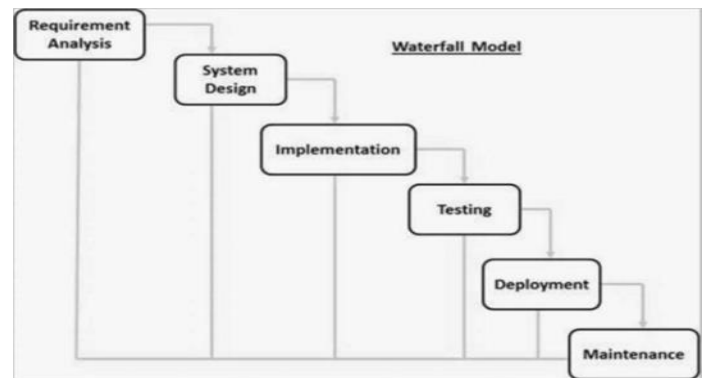 Requirement
Analysis
Waterfall Model
System
Design
Implementation
Testing
Deployment
Maintenance